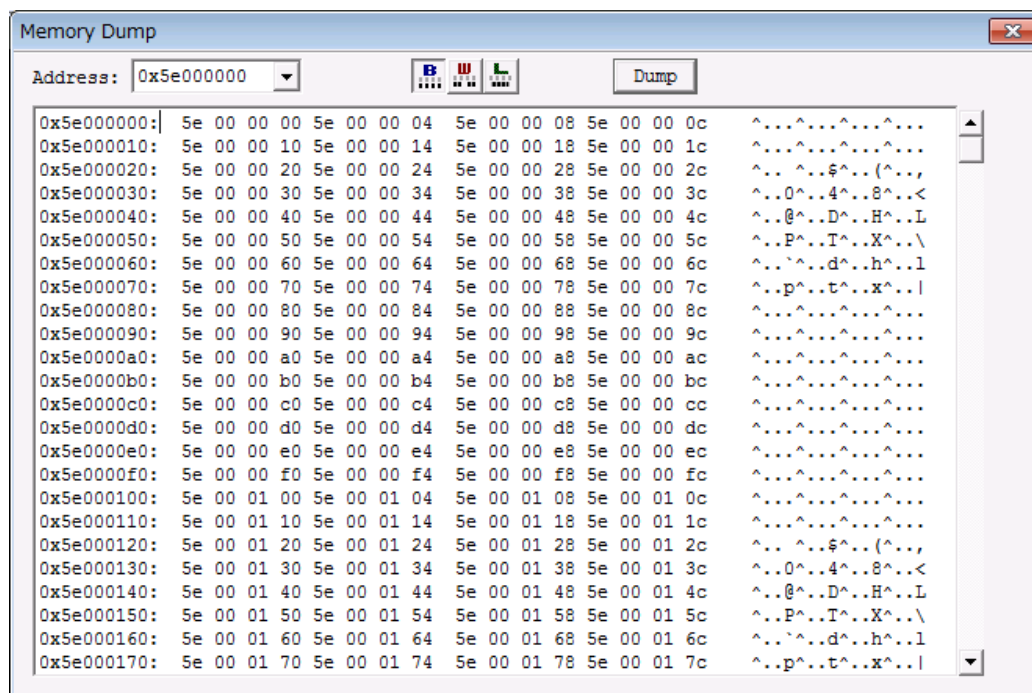 Memory Dump
Address: 0x5e000000 B W L Dump
0x5e000000: 5e 00 00 00 5e 00 00 04 5e 00 00 08 5e 00 00 0c ^...^...^...^...
0x5e000010: 5e 00 00 10 5e 00 00 14 5e 00 00 18 5e 00 00 1c ^...^...^...^...
0x5e000020: 5e 00 00 20 5e 00 00 24 5e 00 00 28 5e 00 00 2c ^.. ^..$^..(^..,
0x5e000030: 5e 00 00 30 5e 00 00 34 5e 00 00 38 5e 00 00 3c ^..0^..4^..8^..<
0x5e000040: 5e 00 00 40 5e 00 00 44 5e 00 00 48 5e 00 00 4c ^..@^..D^..H^..L
0x5e000050: 5e 00 00 50 5e 00 00 54 5e 00 00 58 5e 00 00 5c ^..P^..T^..X^..\
0x5e000060: 5e 00 00 60 5e 00 00 64 5e 00 00 68 5e 00 00 6c ^..`^..d^..h^..l
0x5e000070: 5e 00 00 70 5e 00 00 74 5e 00 00 78 5e 00 00 7c ^..p^..t^..x^..|
0x5e000080: 5e 00 00 80 5e 00 00 84 5e 00 00 88 5e 00 00 8c ^...^...^...^...
0x5e000090: 5e 00 00 90 5e 00 00 94 5e 00 00 98 5e 00 00 9c ^...^...^...^...
0x5e0000a0: 5e 00 00 a0 5e 00 00 a4 5e 00 00 a8 5e 00 00 ac ^...^...^...^...
0x5e0000b0: 5e 00 00 b0 5e 00 00 b4 5e 00 00 b8 5e 00 00 bc ^...^...^...^...
0x5e0000c0: 5e 00 00 c0 5e 00 00 c4 5e 00 00 c8 5e 00 00 cc ^...^...^...^...
0x5e0000d0: 5e 00 00 d0 5e 00 00 d4 5e 00 00 d8 5e 00 00 dc ^...^...^...^...
0x5e0000e0: 5e 00 00 e0 5e 00 00 e4 5e 00 00 e8 5e 00 00 ec ^...^...^...^...
0x5e0000f0: 5e 00 00 f0 5e 00 00 f4 5e 00 00 f8 5e 00 00 fc ^...^...^...^...
0x5e000100: 5e 00 01 00 5e 00 01 04 5e 00 01 08 5e 00 01 0c ^...^...^...^...
0x5e000110: 5e 00 01 10 5e 00 01 14 5e 00 01 18 5e 00 01 1c ^...^...^...^...
0x5e000120: 5e 00 01 20 5e 00 01 24 5e 00 01 28 5e 00 01 2c ^.. ^..$^..(^..,
0x5e000130: 5e 00 01 30 5e 00 01 34 5e 00 01 38 5e 00 01 3c ^..0^..4^..8^..<
0x5e000140: 5e 00 01 40 5e 00 01 44 5e 00 01 48 5e 00 01 4c ^..@^..D^..H^..L
0x5e000150: 5e 00 01 50 5e 00 01 54 5e 00 01 58 5e 00 01 5c ^..P^..T^..X^..\
0x5e000160: 5e 00 01 60 5e 00 01 64 5e 00 01 68 5e 00 01 6c ^..`^..d^..h^..l
0x5e000170: 5e 00 01 70 5e 00 01 74 5e 00 01 78 5e 00 01 7c ^..p^..t^..x^..|